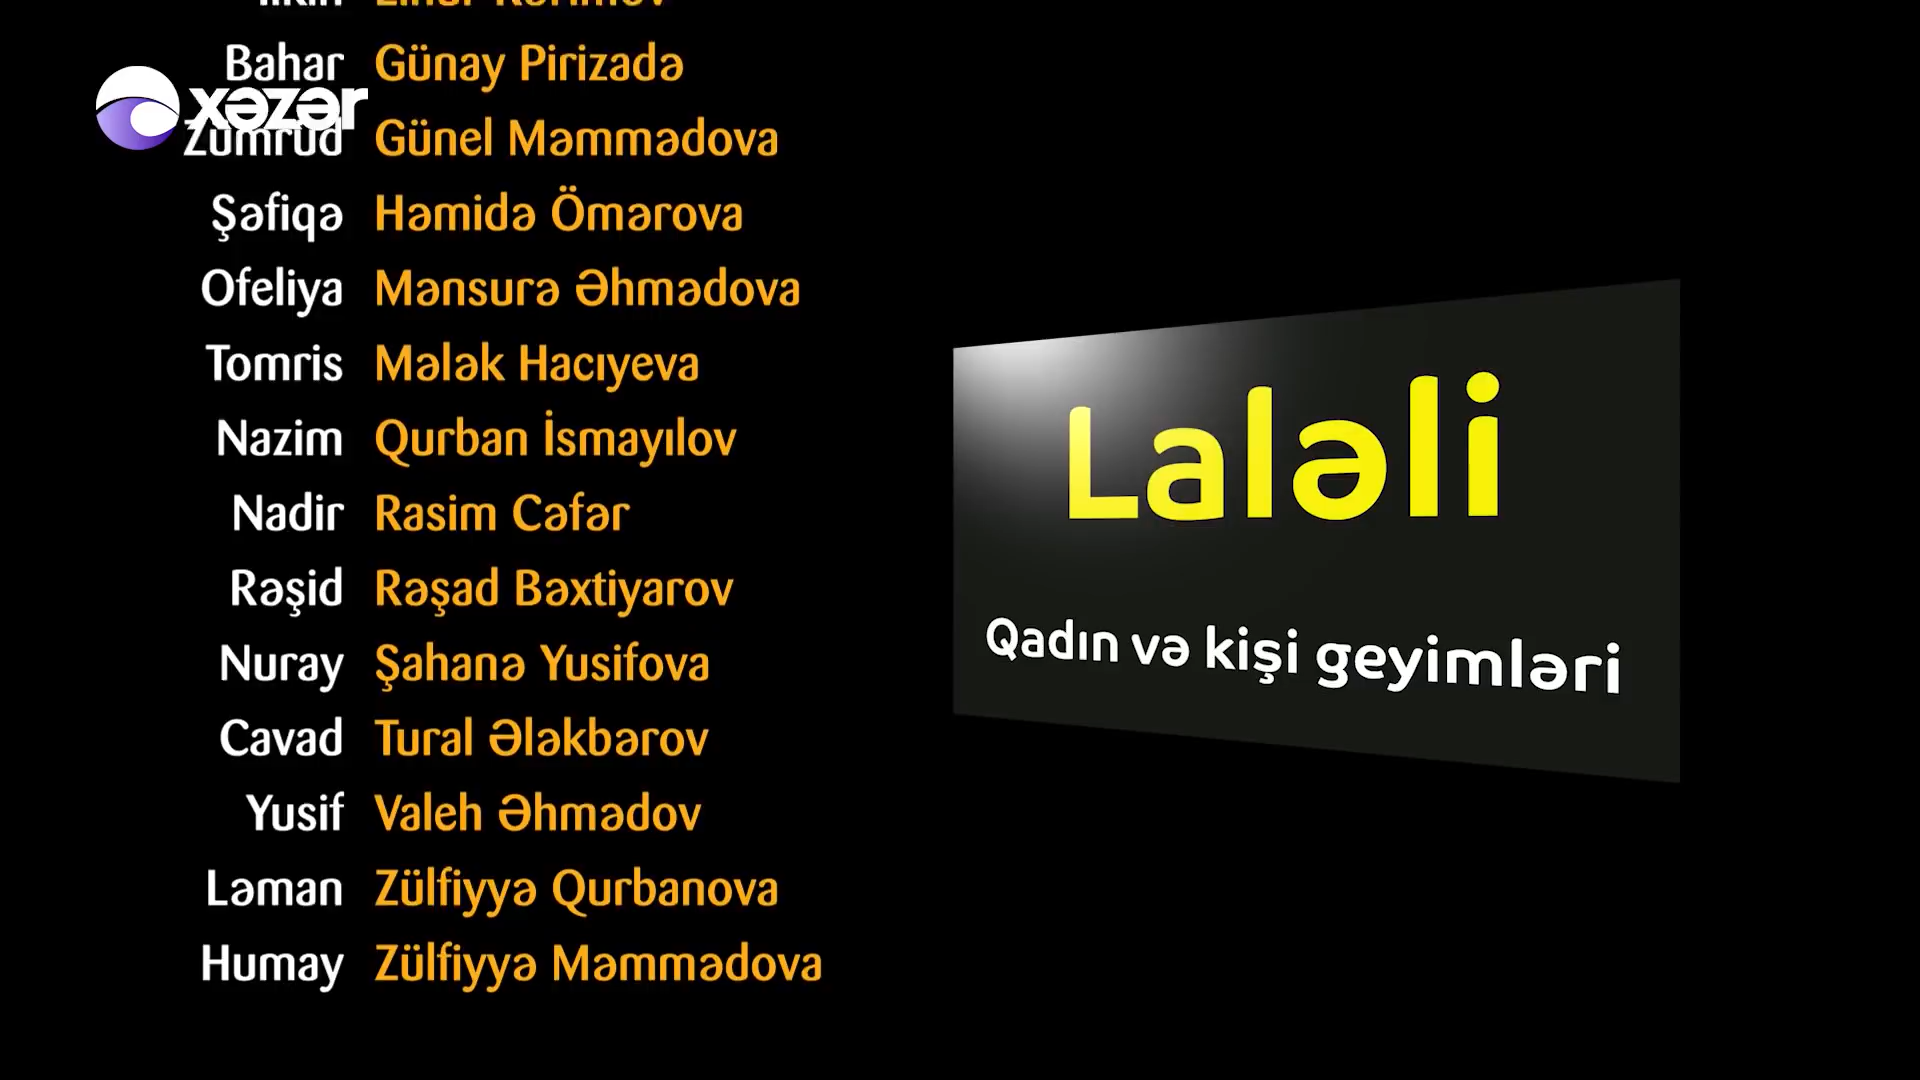 Bahar Günay Pirizadə
xəzər
Zümrüd Günel Məmmədova
Şəfiqə Həmidə Ömərova
Ofeliya Mənsurə Əhmədova
Tomris Mələk Hacıyeva
Nazim Qurban İsmayılov
Nadir Rasim Cəfər
Rəşid Rəşad Bəxtiyarov
Nuray Şahanə Yusifova
Cavad Tural Ələkbərov
Yusif Valeh Əhmədov
Ləman Zülfiyyə Qurbanova
Humay Zülfiyyə Məmmədova
Laləli
Qadın və kişi geyimləri